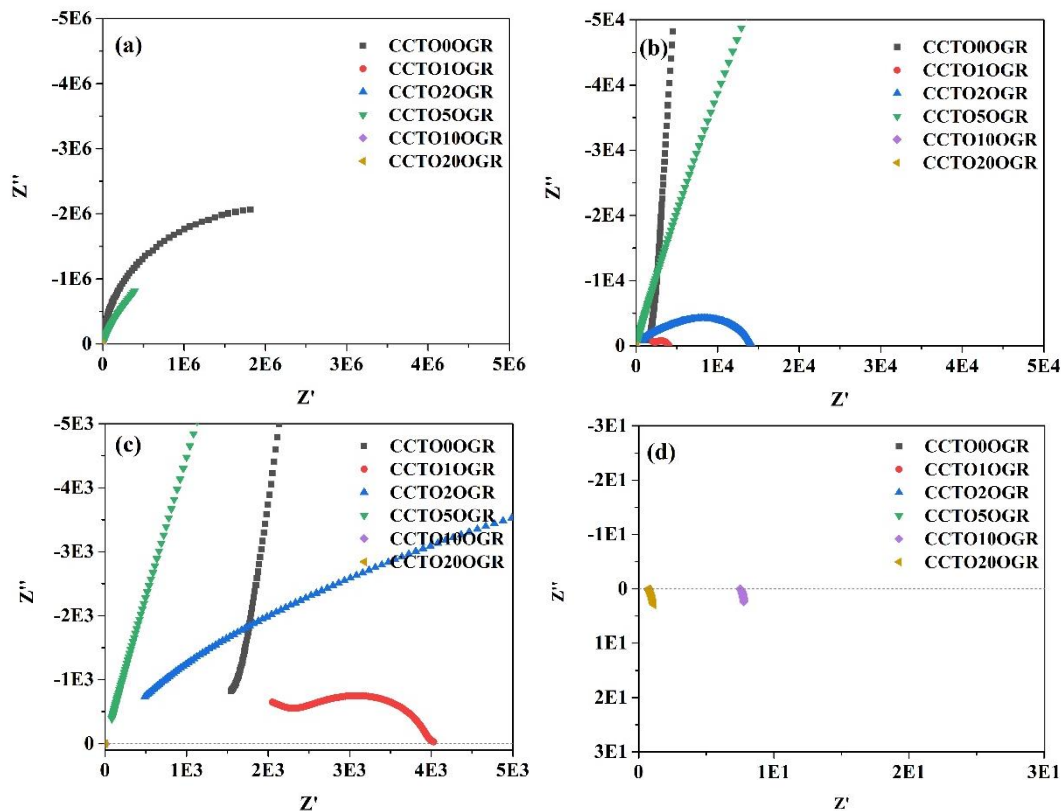 (a)
-5E6
-4E6
-3E6
-2E6
-1E6
0
Z''
CCTO0OGR
CCTO1OGR
CCTO2OGR
CCTO5OGR
CCTO10OGR
CCTO20OGR
0 1E6 2E6 3E6 4E6 5E6
Z'
(b)
-5E4
-4E4
-3E4
-2E4
-1E4
0
Z''
CCTO0OGR
CCTO1OGR
CCTO2OGR
CCTO5OGR
CCTO10OGR
CCTO20OGR
0 1E4 2E4 3E4 4E4 5E4
Z'
(c)
-5E3
-4E3
-3E3
-2E3
-1E3
0
Z''
CCTO0OGR
CCTO1OGR
CCTO2OGR
CCTO5OGR
CCTO10OGR
CCTO20OGR
0 1E3 2E3 3E3 4E3 5E3
Z'
(d)
-3E1
-2E1
-1E1
0
1E1
2E1
3E1
Z''
CCTO0OGR
CCTO1OGR
CCTO2OGR
CCTO5OGR
CCTO10OGR
CCTO20OGR
0 1E1 2E1 3E1
Z'